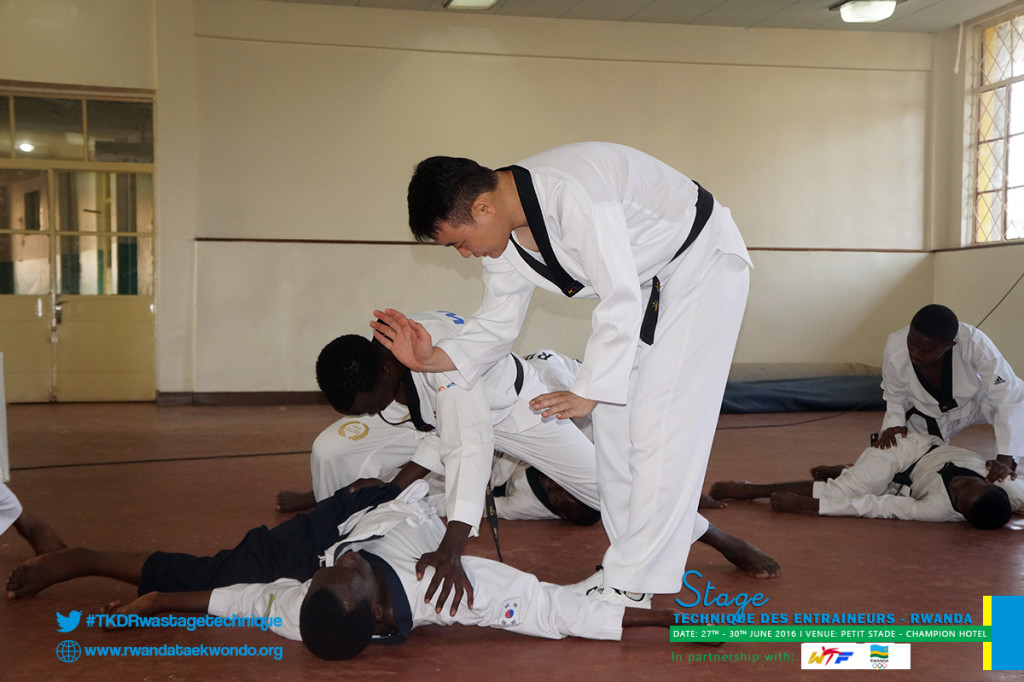 #TKDRwastagetechnique
www.rwandataekwondo.org
Stage
TECHNIQUE DES ENTRAINEURS - RWANDA
DATE: 27TH - 30TH JUNE 2016 I VENUE: PETIT STADE - CHAMPION HOTEL
In partnership with:
WTF
RWANDA